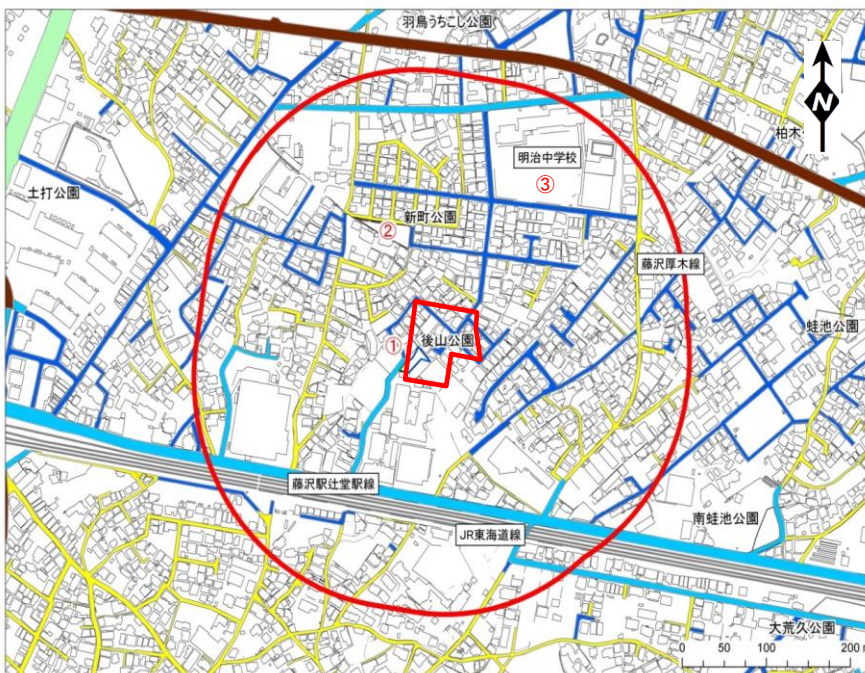 羽鳥うちこし公園
N
柏木
明治中学校
③
土打公園
新町公園
②
藤沢厚木線
蛙池公園
①
後山公園
藤沢駅辻堂駅線
南蛙池公園
JR東海道線
大荒久公園
0 50 100 200 m